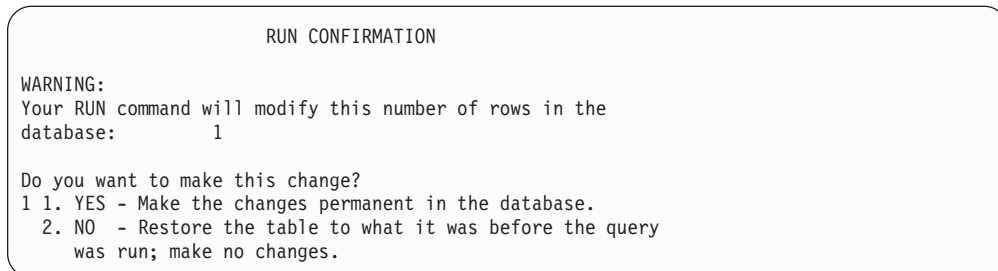 RUN CONFIRMATION
WARNING:
Your RUN command will modify this number of rows in the
database: 1
Do you want to make this change?
1 1. YES - Make the changes permanent in the database.
2. NO - Restore the table to what it was before the query
was run; make no changes.